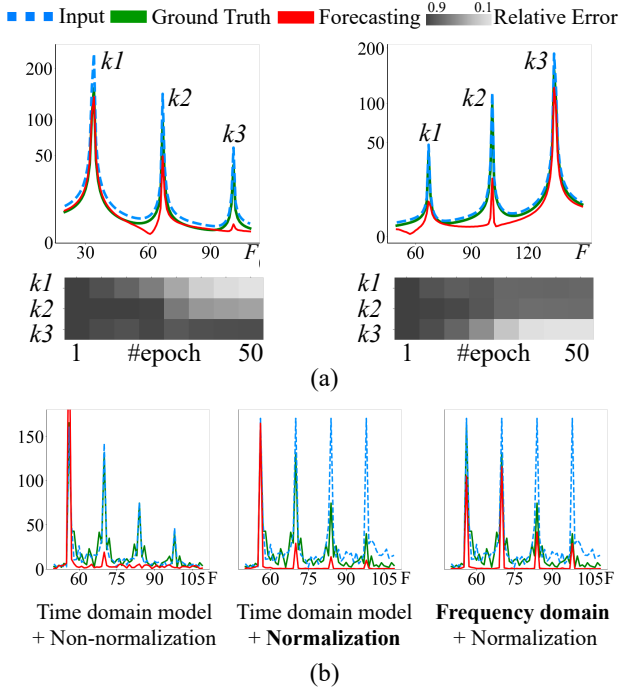 Input Ground Truth Forecasting 0.9 0.1 Relative Error
200
100
50
0
k1
k2
k3
30 60 90 F
200
100
50
0
k1
k2
k3
60 90 120 F
k1
k2
k3
1 #epoch 50
k1
k2
k3
1 #epoch 50
(a)
150
100
50
0
60 75 90 105 F
60 75 90 105 F
60 75 90 105 F
Time domain model
+ Non-normalization
Time domain model
+ Normalization
Frequency domain
+ Normalization
(b)